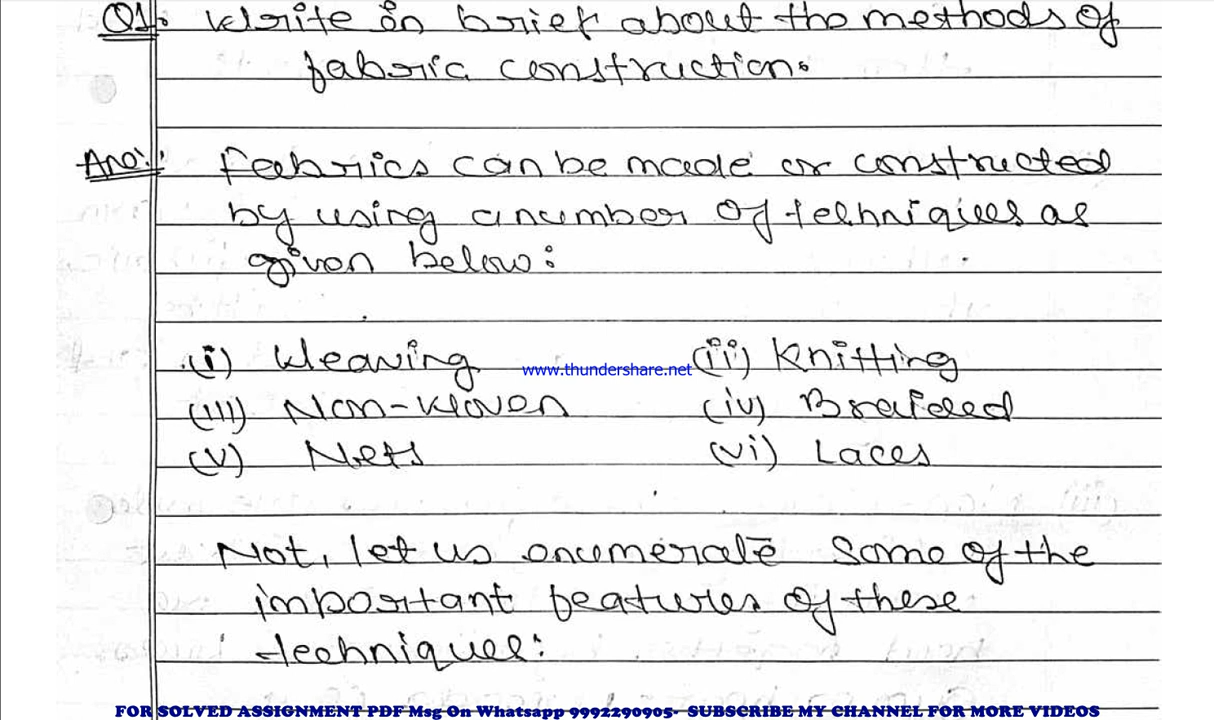 Q1: Write in brief about the methods of
fabric construction.
Ans: Fabrics can be made or constructed
by using a number of tehniques as
given below:
(i) Weaving (ii) Knitting
www.thundershare.net
(III) Non-Woven (iv) Braided
(v) Nets (vi) Laces
Not, let us enumerate some of the
important features of these
techniques:
FOR SOLVED ASSIGNMENT PDF Msg On Whatsapp 9992290905- SUBSCRIBE MY CHANNEL FOR MORE VIDEOS